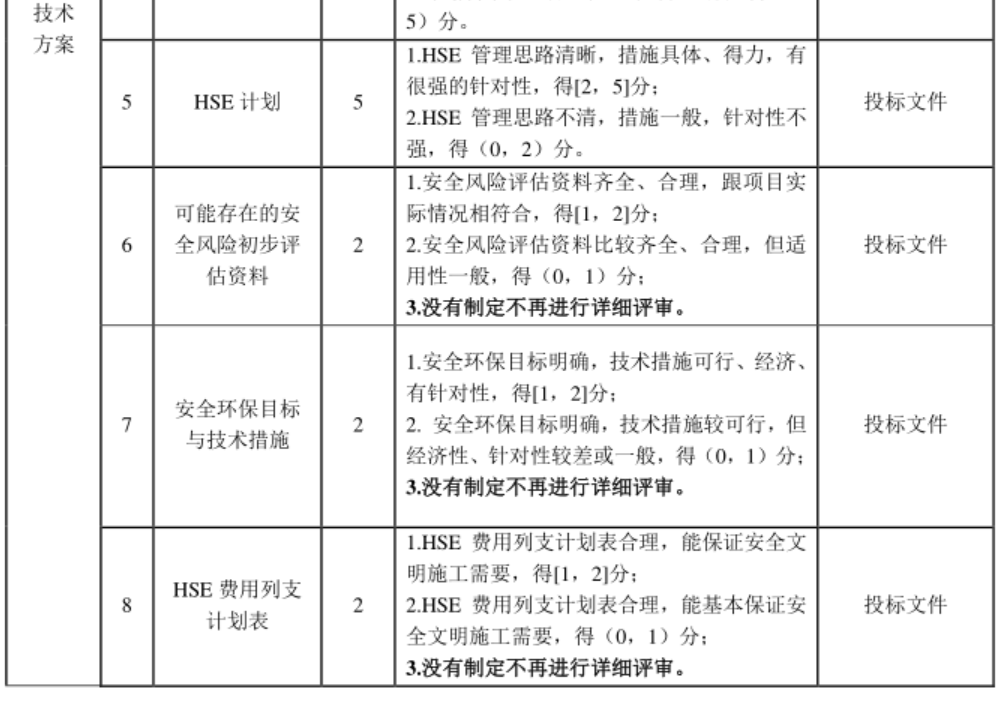 技术
方案
5）分。
5
HSE 计划
5
1.HSE 管理思路清晰，措施具体、得力，有
很强的针对性，得[2，5]分；
2.HSE 管理思路不清，措施一般，针对性不
强，得（0，2）分。
投标文件
6
可能存在的安
全风险初步评
估资料
2
1.安全风险评估资料齐全、合理，跟项目实
际情况相符合，得[1，2]分；
2.安全风险评估资料比较齐全、合理，但适
用性一般，得（0，1）分；
3.没有制定不再进行详细评审。
投标文件
7
安全环保目标
与技术措施
2
1.安全环保目标明确，技术措施可行、经济、
有针对性，得[1，2]分；
2. 安全环保目标明确，技术措施较可行，但
经济性、针对性较差或一般，得（0，1）分；
3.没有制定不再进行详细评审。
投标文件
8
HSE 费用列支
计划表
2
1.HSE 费用列支计划表合理，能保证安全文
明施工需要，得[1，2]分；
2.HSE 费用列支计划表合理，能基本保证安
全文明施工需要，得（0，1）分；
3.没有制定不再进行详细评审。
投标文件